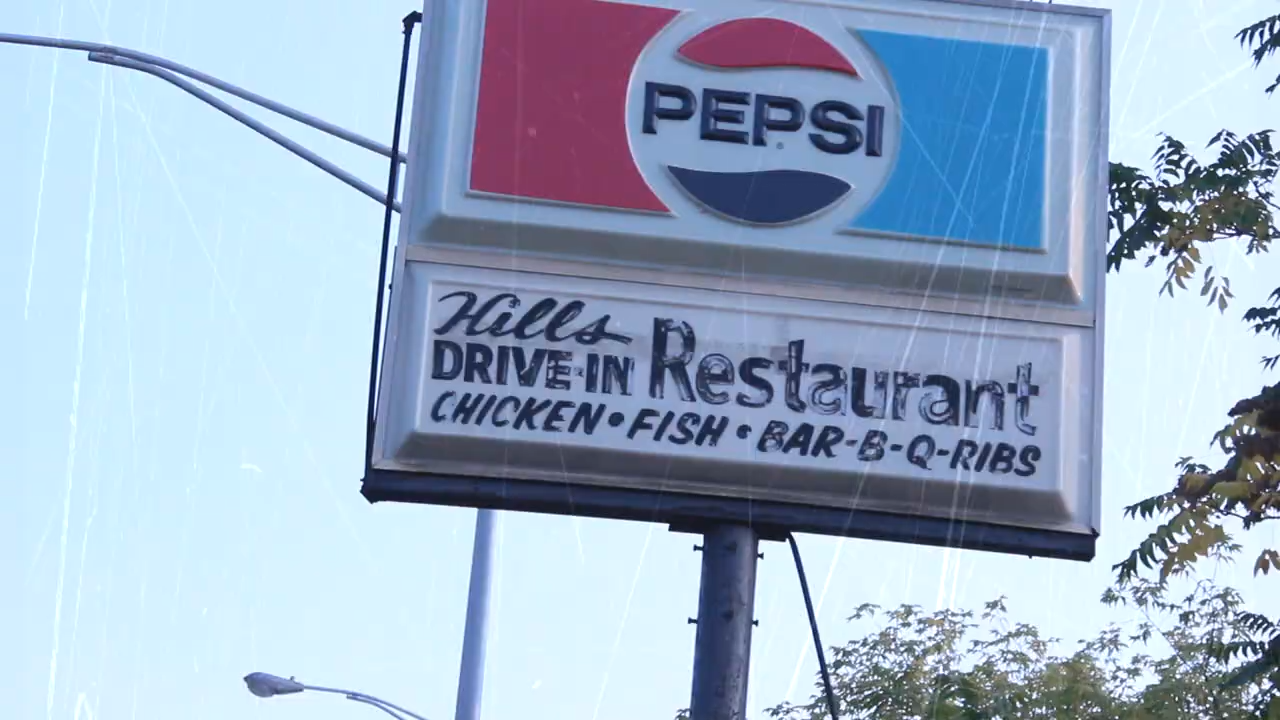 PEPSI
Hills
DRIVE-IN Restaurant
CHICKEN • FISH • BAR-B-Q-RIBS